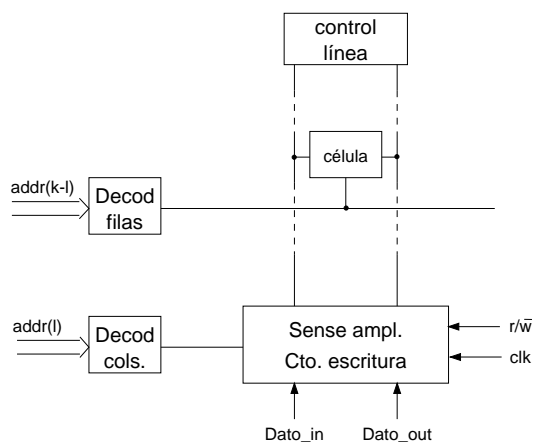 control
línea
célula
addr(k-l)
Decod
filas
addr(l)
Decod
cols.
Sense ampl.
Cto. escritura
r/w̅
clk
Dato_in
Dato_out